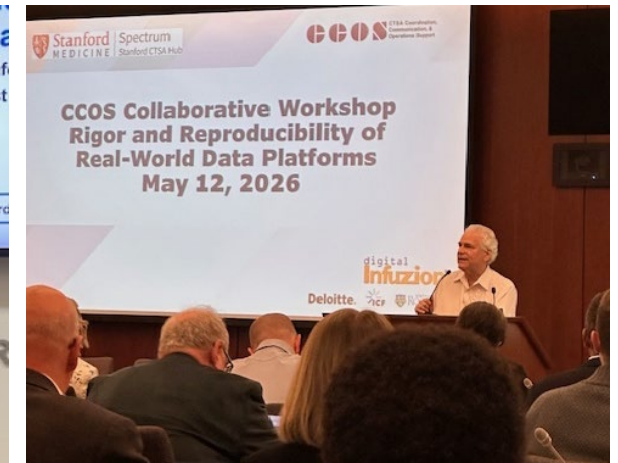 Stanford
MEDICINE
Spectrum
Stanford CTSA Hub
CCOS
CTSA Coordination,
Communication, &
Operations Support
CCOS Collaborative Workshop
Rigor and Reproducibility of
Real-World Data Platforms
May 12, 2026
digital
Infuzion
Deloitte.
ICF